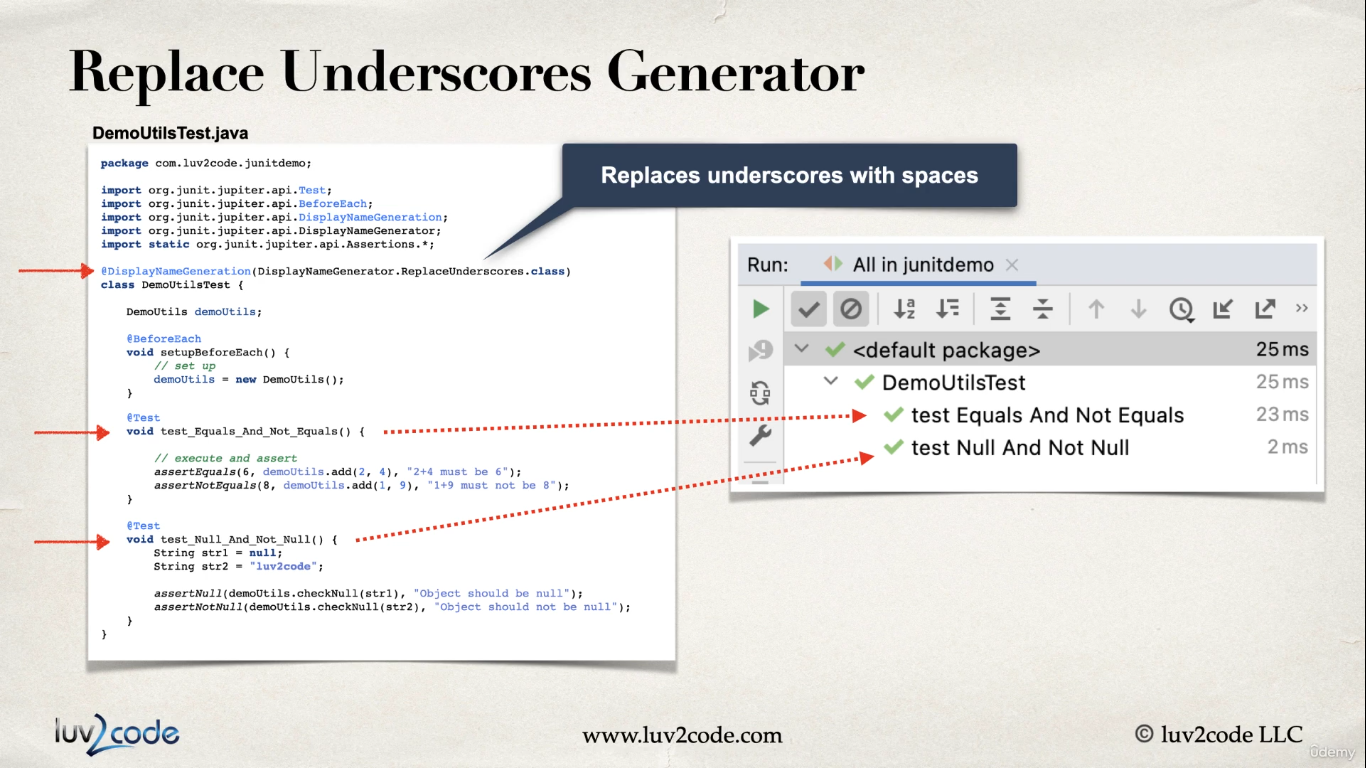 Replace Underscores Generator
DemoUtilsTest.java
package com.luv2code.junitdemo;
import org.junit.jupiter.api.Test;
import org.junit.jupiter.api.BeforeEach;
import org.junit.jupiter.api.DisplayNameGeneration;
import org.junit.jupiter.api.DisplayNameGenerator;
import static org.junit.jupiter.api.Assertions.*;
@DisplayNameGeneration(DisplayNameGenerator.ReplaceUnderscores.class)
class DemoUtilsTest {
DemoUtils demoUtils;
@BeforeEach
void setupBeforeEach() {
// set up
demoUtils = new DemoUtils();
}
@Test
void test_Equals_And_Not_Equals() {
// execute and assert
assertEquals(6, demoUtils.add(2, 4), "2+4 must be 6");
assertNotEquals(8, demoUtils.add(1, 9), "1+9 must not be 8");
}
@Test
void test_Null_And_Not_Null() {
String str1 = null;
String str2 = "luv2code";
assertNull(demoUtils.checkNull(str1), "Object should be null");
assertNotNull(demoUtils.checkNull(str2), "Object should not be null");
}
}
Replaces underscores with spaces
Run: All in junitdemo
<default package> 25 ms
DemoUtilsTest 25 ms
test Equals And Not Equals 23 ms
test Null And Not Null 2 ms
luv2code
www.luv2code.com
© luv2code LLC
ûdemy